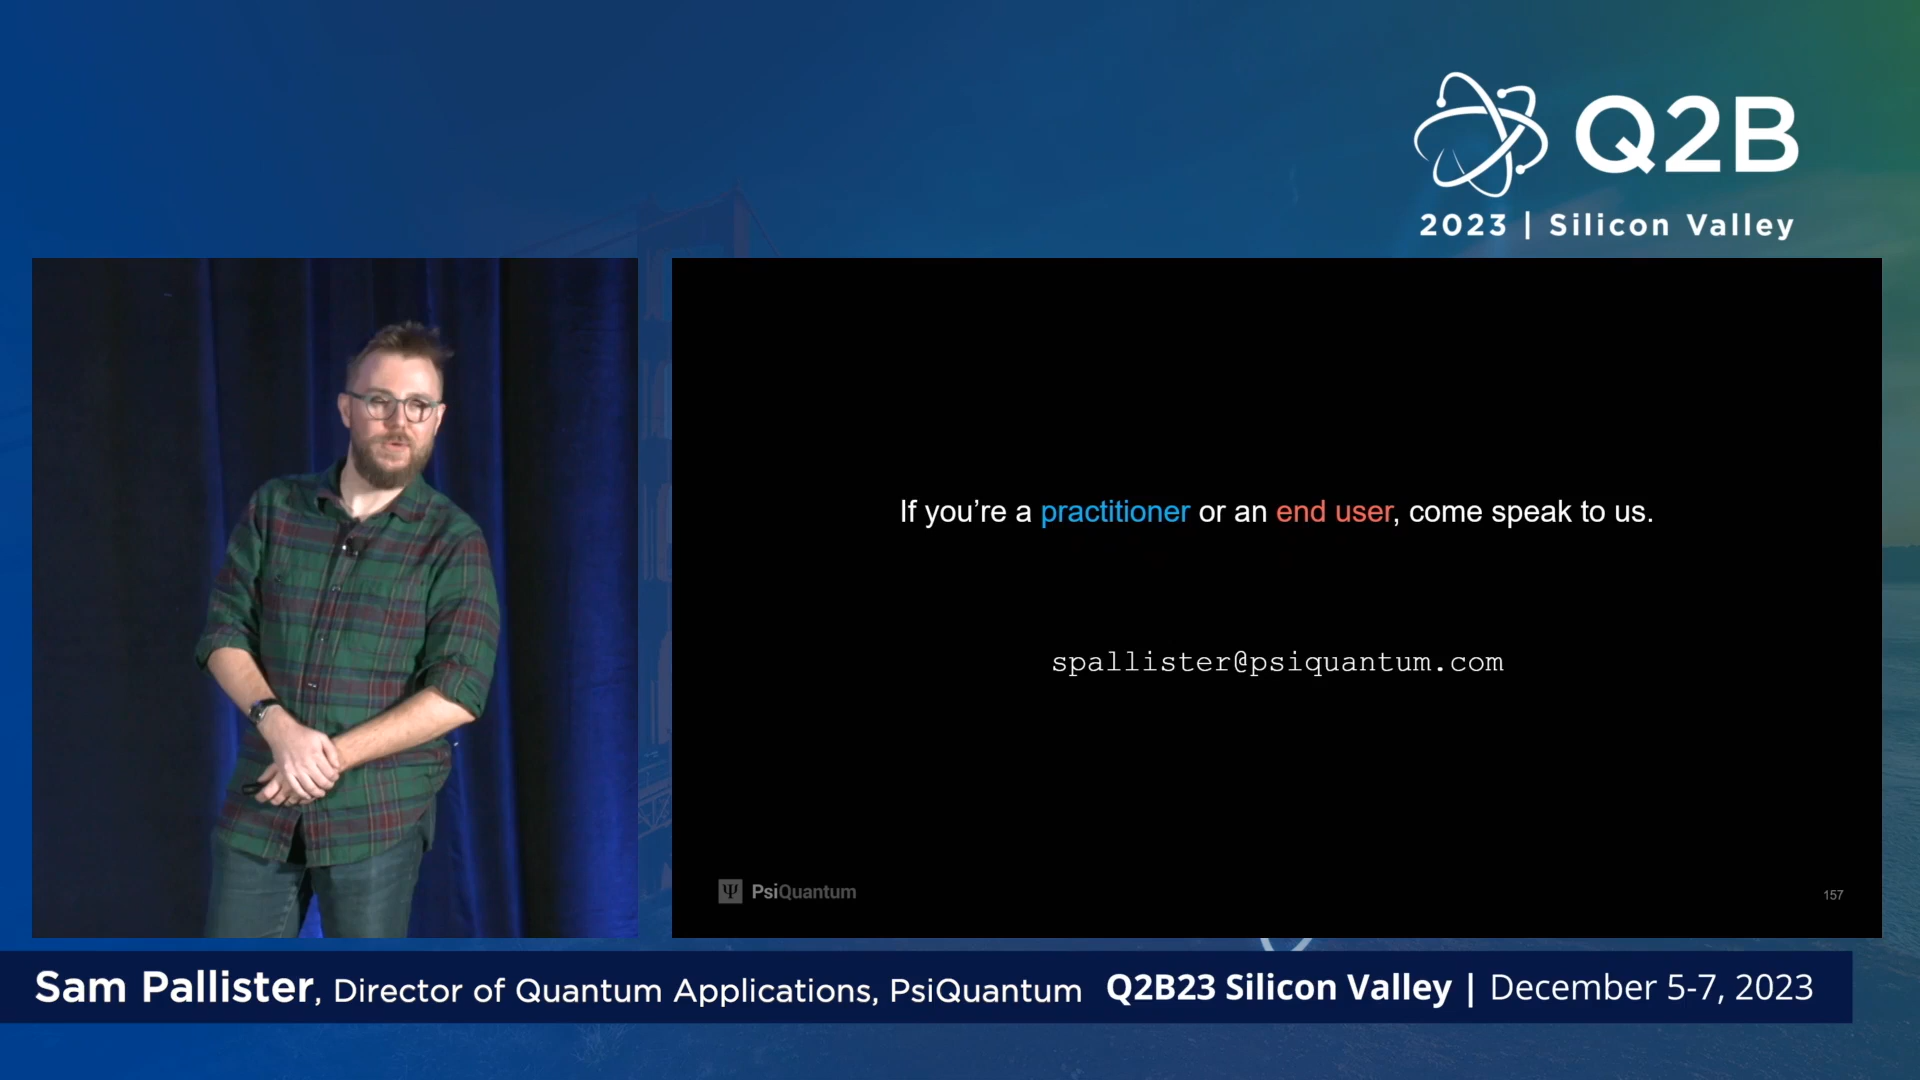 Q2B
2023 | Silicon Valley
If you're a practitioner or an end user, come speak to us.
spallister@psiquantum.com
Ψ PsiQuantum
157
Sam Pallister, Director of Quantum Applications, PsiQuantum Q2B23 Silicon Valley | December 5-7, 2023